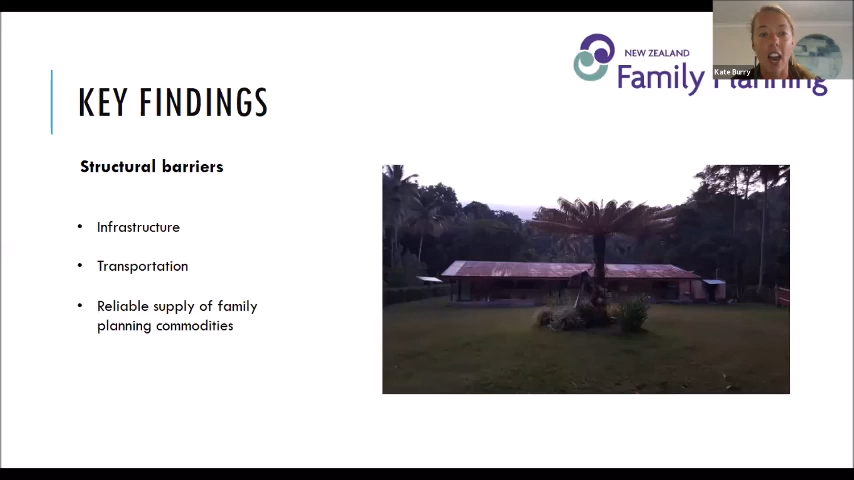 NEW ZEALAND
Family Planning
Kate Burry
KEY FINDINGS
Structural barriers
• Infrastructure
• Transportation
• Reliable supply of family
planning commodities